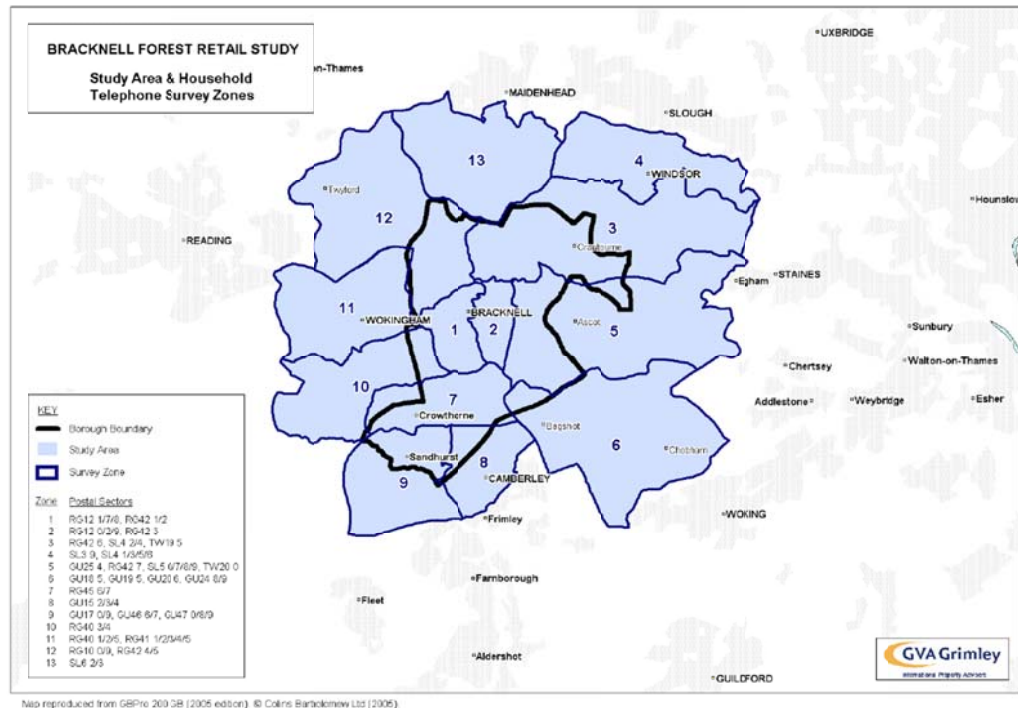 BRACKNELL FOREST RETAIL STUDY
Study Area & Household
Telephone Survey Zones
on-Thames
UXBRIDGE
MAIDENHEAD
SLOUGH
13
4
WINDSOR
Twyford
12
3
Hounslow
READING
Cranbourne
Egham
STAINES
11
WOKINGHAM
BRACKNELL
1
2
Ascot
5
Sunbury
Chertsey
Walton-on-Thames
10
7
Addlestone
Weybridge
Esher
Crowthorne
Bagshot
6
Chobham
Sandhurst
8
9
CAMBERLEY
Frimley
WOKING
Farnborough
Fleet
Aldershot
GUILDFORD
KEY
Borough Boundary
Study Area
Survey Zone
Zone Postal Sectors
1 RG12 1/7/8, RG42 1/2
2 RG12 0/2/9, RG42 3
3 RG42 6, SL4 2/4, TW19 5
4 SL3 9, SL4 1/3/5/6
5 GU25 4, RG42 7, SL5 0/7/8/9, TW20 0
6 GU18 5, GU19 5, GU20 6, GU24 8/9
7 RG45 6/7
8 GU15 2/3/4
9 GU17 0/9, GU46 6/7, GU47 0/8/9
10 RG40 3/4
11 RG40 1/2/5, RG41 1/2/3/4/5
12 RG10 0/9, RG42 4/5
13 SL6 2/3
GVA Grimley
International Property Advisers
Map reproduced from GBPro 200 GB (2005 edition). © Collins Bartholomew Ltd (2005).